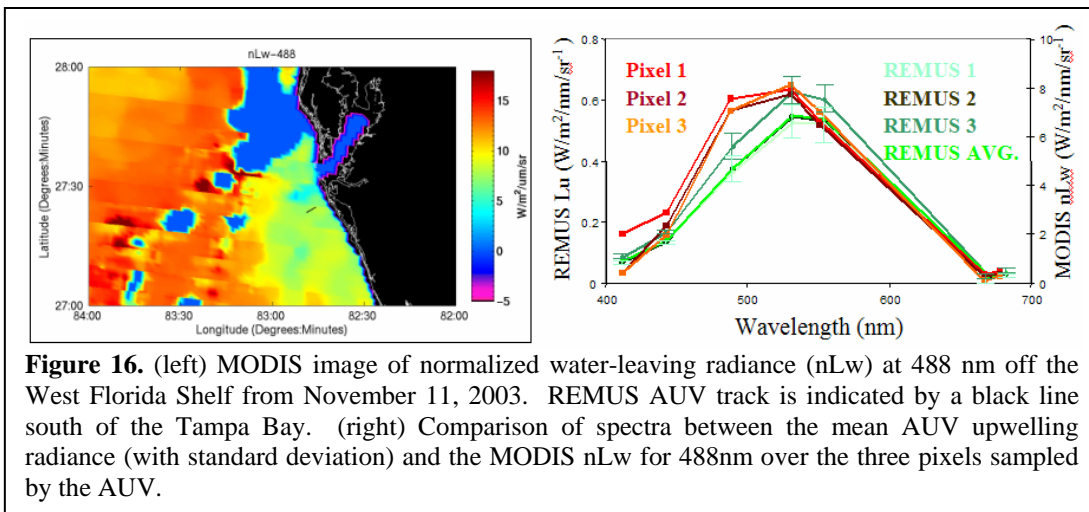 nLw-488
28:00
27:30
27:00
Latitude (Degrees:Minutes)
84:00 83:30 83:00 82:30 82:00
Longitude (Degrees:Minutes)
15
10
5
0
-5
W/m²/um/sr
0.8
0.6
0.4
0.2
0
REMUS Lu (W/m²/nm/sr⁻¹)
Pixel 1
Pixel 2
Pixel 3
REMUS 1
REMUS 2
REMUS 3
REMUS AVG.
10
8
6
4
2
0
MODIS nLw (W/m²/nm/sr⁻¹)
400 500 600 700
Wavelength (nm)
Figure 16. (left) MODIS image of normalized water-leaving radiance (nLw) at 488 nm off the
West Florida Shelf from November 11, 2003. REMUS AUV track is indicated by a black line
south of the Tampa Bay. (right) Comparison of spectra between the mean AUV upwelling
radiance (with standard deviation) and the MODIS nLw for 488nm over the three pixels sampled
by the AUV.